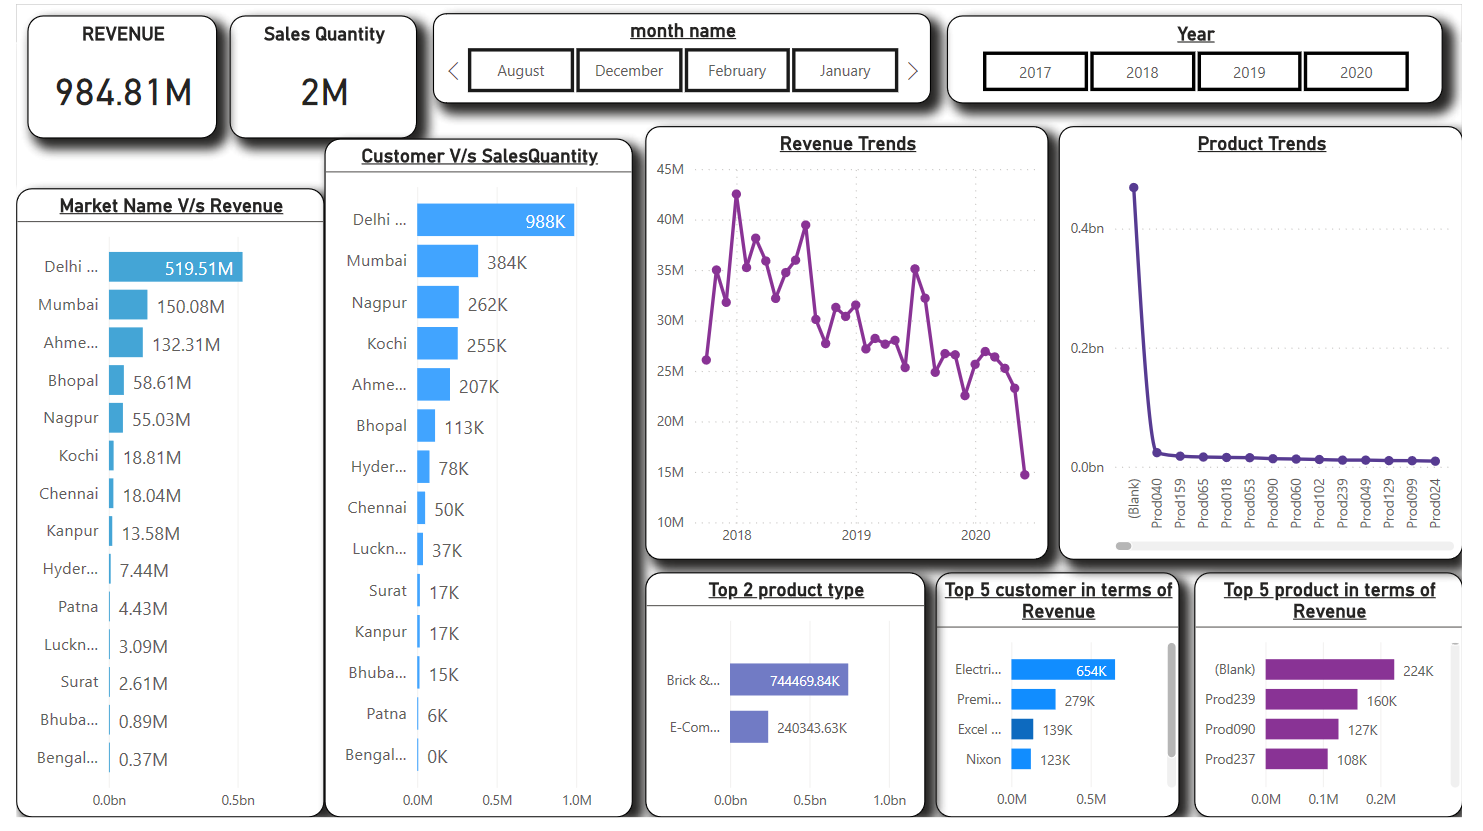 REVENUE
984.81M
Sales Quantity
2M
month name
August
December
February
January
Year
2017
2018
2019
2020
Market Name V/s Revenue
Delhi ... 519.51M
Mumbai 150.08M
Ahme... 132.31M
Bhopal 58.61M
Nagpur 55.03M
Kochi 18.81M
Chennai 18.04M
Kanpur 13.58M
Hyder... 7.44M
Patna 4.43M
Luckn... 3.09M
Surat 2.61M
Bhuba... 0.89M
Bengal... 0.37M
0.0bn 0.5bn
Customer V/s SalesQuantity
Delhi ... 988K
Mumbai 384K
Nagpur 262K
Kochi 255K
Ahme... 207K
Bhopal 113K
Hyder... 78K
Chennai 50K
Luckn... 37K
Surat 17K
Kanpur 17K
Bhuba... 15K
Patna 6K
Bengal... 0K
0.0M 0.5M 1.0M
Revenue Trends
45M
40M
35M
30M
25M
20M
15M
10M
2018 2019 2020
Product Trends
0.4bn
0.2bn
0.0bn
(Blank)
Prod040
Prod159
Prod065
Prod018
Prod053
Prod090
Prod060
Prod102
Prod239
Prod049
Prod129
Prod099
Prod024
Top 2 product type
Brick &... 744469.84K
E-Com... 240343.63K
0.0bn 0.5bn 1.0bn
Top 5 customer in terms of
Revenue
Electri... 654K
Premi... 279K
Excel ... 139K
Nixon 123K
0.0M 0.5M
Top 5 product in terms of
Revenue
(Blank) 224K
Prod239 160K
Prod090 127K
Prod237 108K
0.0M 0.1M 0.2M